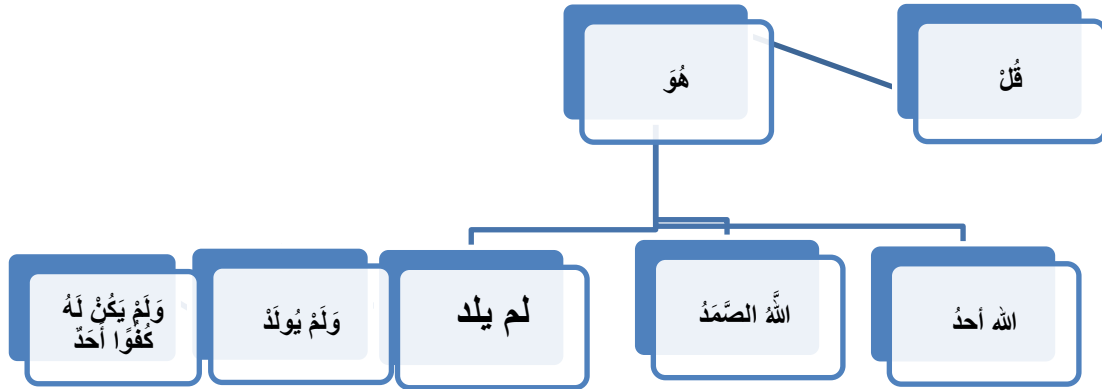 قُلْ
هُوَ
الله أحدُ
اللَّهُ الصَّمَدُ
لم يلد
وَلَمْ يُولَدْ
وَلَمْ يَكُنْ لَهُ
كُفُوًا أَحَدٌ